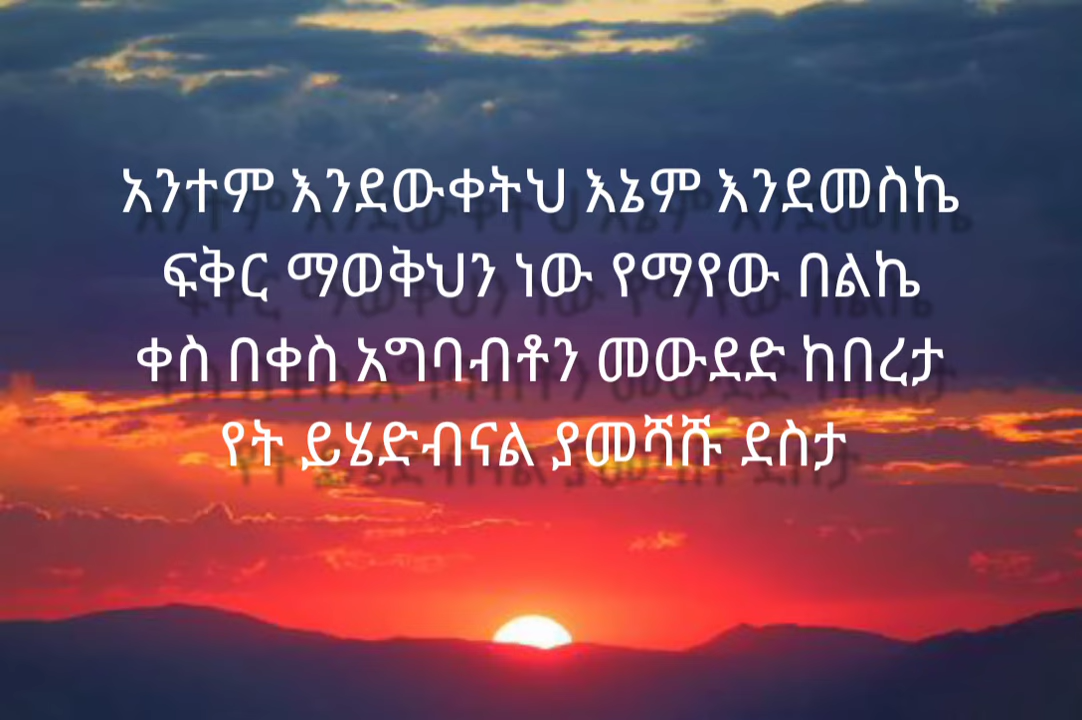 አንተም እንደውቀትህ እኔም እንደመስኬ
ፍቅር ማወቅህን ነው የማየው በልኬ
ቀስ በቀስ አግባብቶን መውደድ ከበረታ
የት ይሄድብናል ያመሻሹ ደስታ